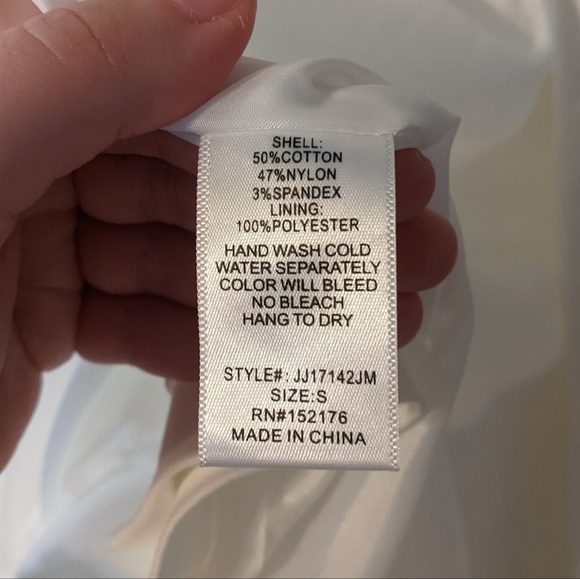 SHELL:
50%COTTON
47%NYLON
3%SPANDEX
LINING:
100%POLYESTER
HAND WASH COLD
WATER SEPARATELY
COLOR WILL BLEED
NO BLEACH
HANG TO DRY
STYLE#: JJ17142JM
SIZE:S
RN#152176
MADE IN CHINA